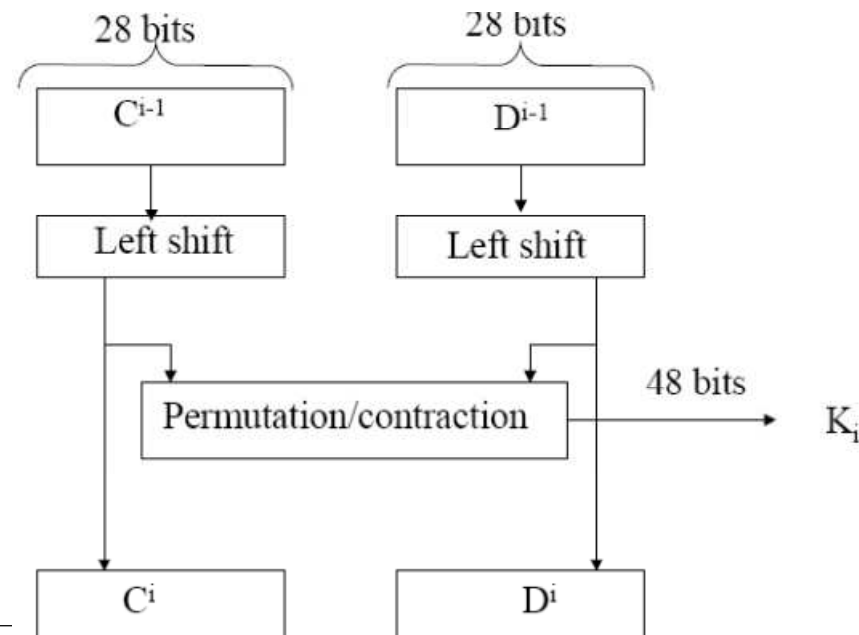 28 bits
28 bits
Cⁱ⁻¹
Dⁱ⁻¹
Left shift
Left shift
48 bits
Permutation/contraction
Kᵢ
Cⁱ
Dⁱ